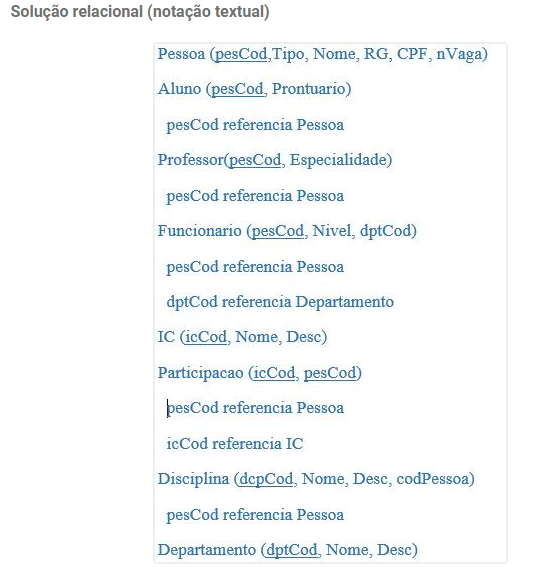 Solução relacional (notação textual)
Pessoa (pesCod,Tipo, Nome, RG, CPF, nVaga)
Aluno (pesCod, Prontuario)
pesCod referencia Pessoa
Professor(pesCod, Especialidade)
pesCod referencia Pessoa
Funcionario (pesCod, Nivel, dptCod)
pesCod referencia Pessoa
dptCod referencia Departamento
IC (icCod, Nome, Desc)
Participacao (icCod, pesCod)
pesCod referencia Pessoa
icCod referencia IC
Disciplina (dcpCod, Nome, Desc, codPessoa)
pesCod referencia Pessoa
Departamento (dptCod, Nome, Desc)